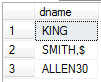 dname
1 KING
2 SMITH,$
3 ALLEN30